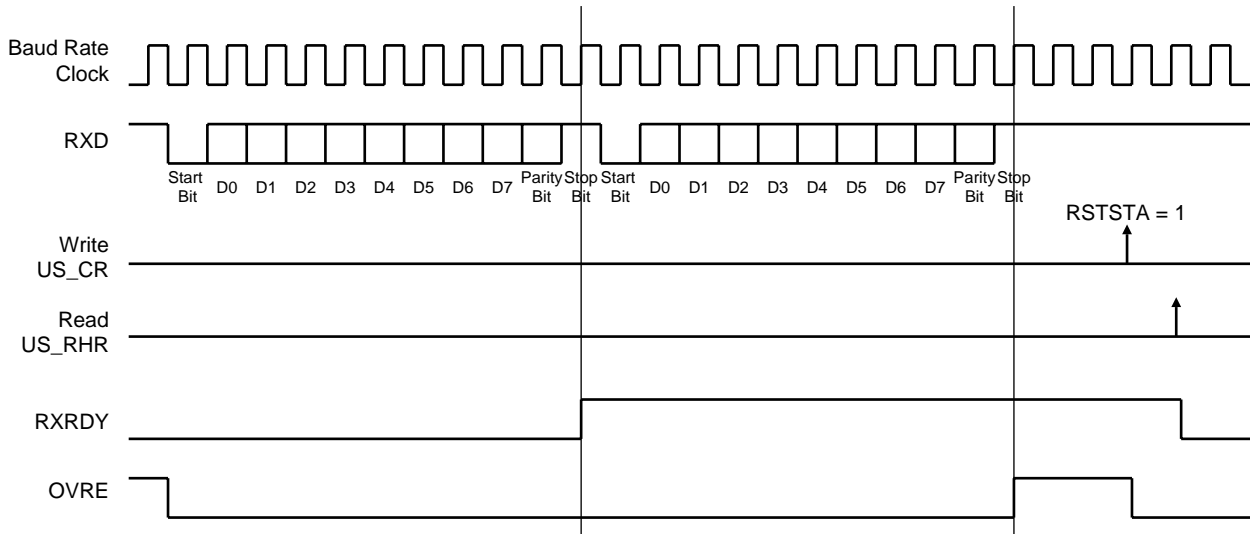 Baud Rate
Clock
RXD
Start
Bit
D0 D1 D2 D3 D4 D5 D6 D7
Parity
Bit
Stop
Bit
Start
Bit
D0 D1 D2 D3 D4 D5 D6 D7
Parity
Bit
Stop
Bit
RSTSTA = 1
Write
US_CR
Read
US_RHR
RXRDY
OVRE